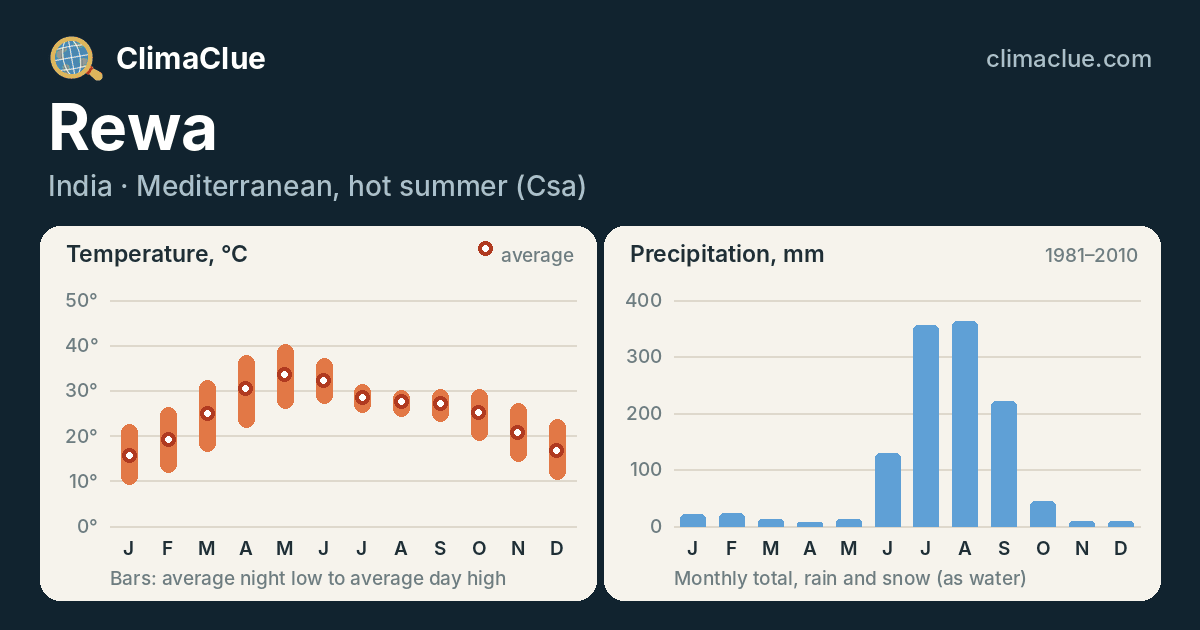 ClimaClue
climaclue.com
Rewa
India · Mediterranean, hot summer (Csa)
Temperature, °C
average
50°
40°
30°
20°
10°
0°
J F M A M J J A S O N D
Bars: average night low to average day high
Precipitation, mm
1981–2010
400
300
200
100
0
J F M A M J J A S O N D
Monthly total, rain and snow (as water)